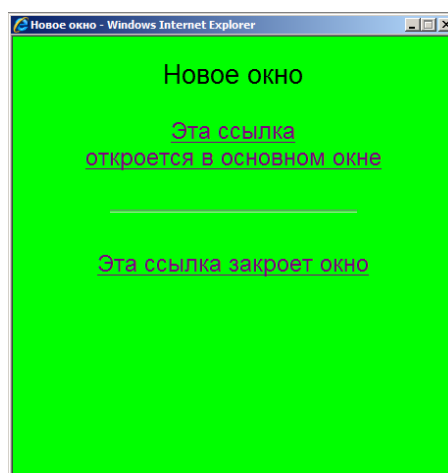 Новое окно - Windows Internet Explorer
Новое окно
Эта ссылка
откроется в основном окне
Эта ссылка закроет окно